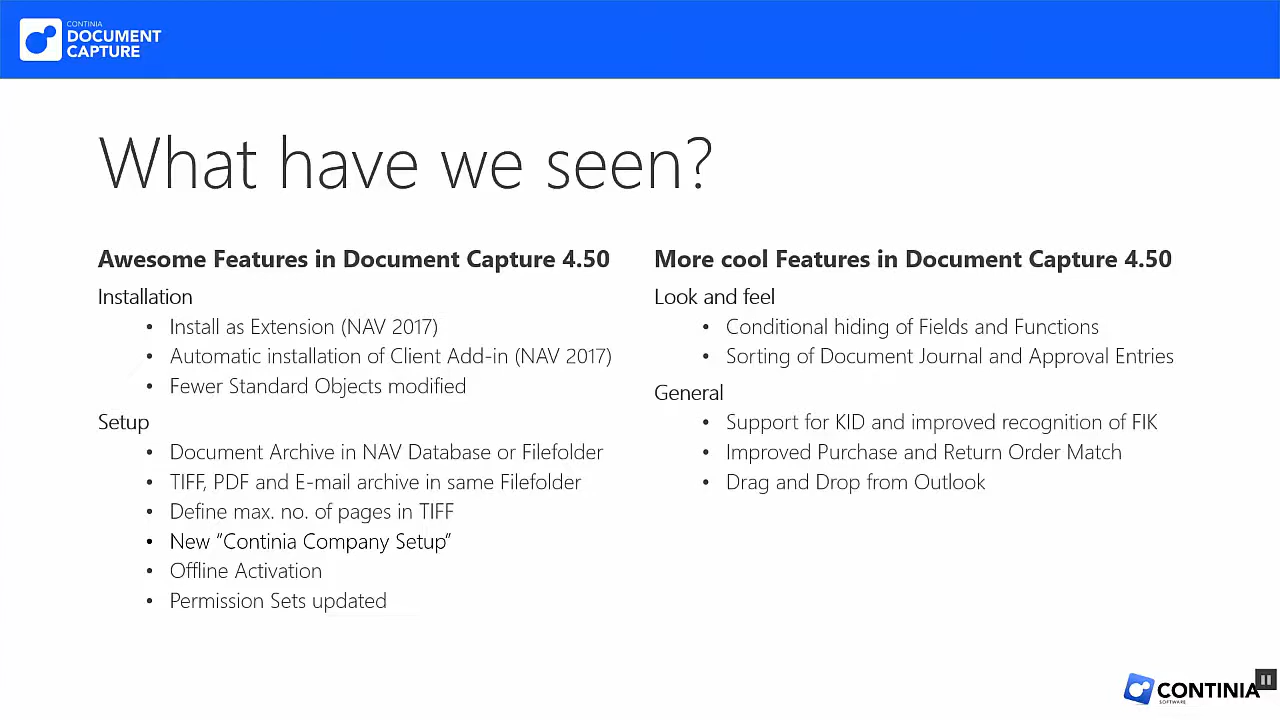 CONTINIA
DOCUMENT
CAPTURE
What have we seen?
Awesome Features in Document Capture 4.50
Installation
• Install as Extension (NAV 2017)
• Automatic installation of Client Add-in (NAV 2017)
• Fewer Standard Objects modified
Setup
• Document Archive in NAV Database or Filefolder
• TIFF, PDF and E-mail archive in same Filefolder
• Define max. no. of pages in TIFF
• New “Continia Company Setup”
• Offline Activation
• Permission Sets updated
More cool Features in Document Capture 4.50
Look and feel
• Conditional hiding of Fields and Functions
• Sorting of Document Journal and Approval Entries
General
• Support for KID and improved recognition of FIK
• Improved Purchase and Return Order Match
• Drag and Drop from Outlook
CONTINIA
SOFTWARE